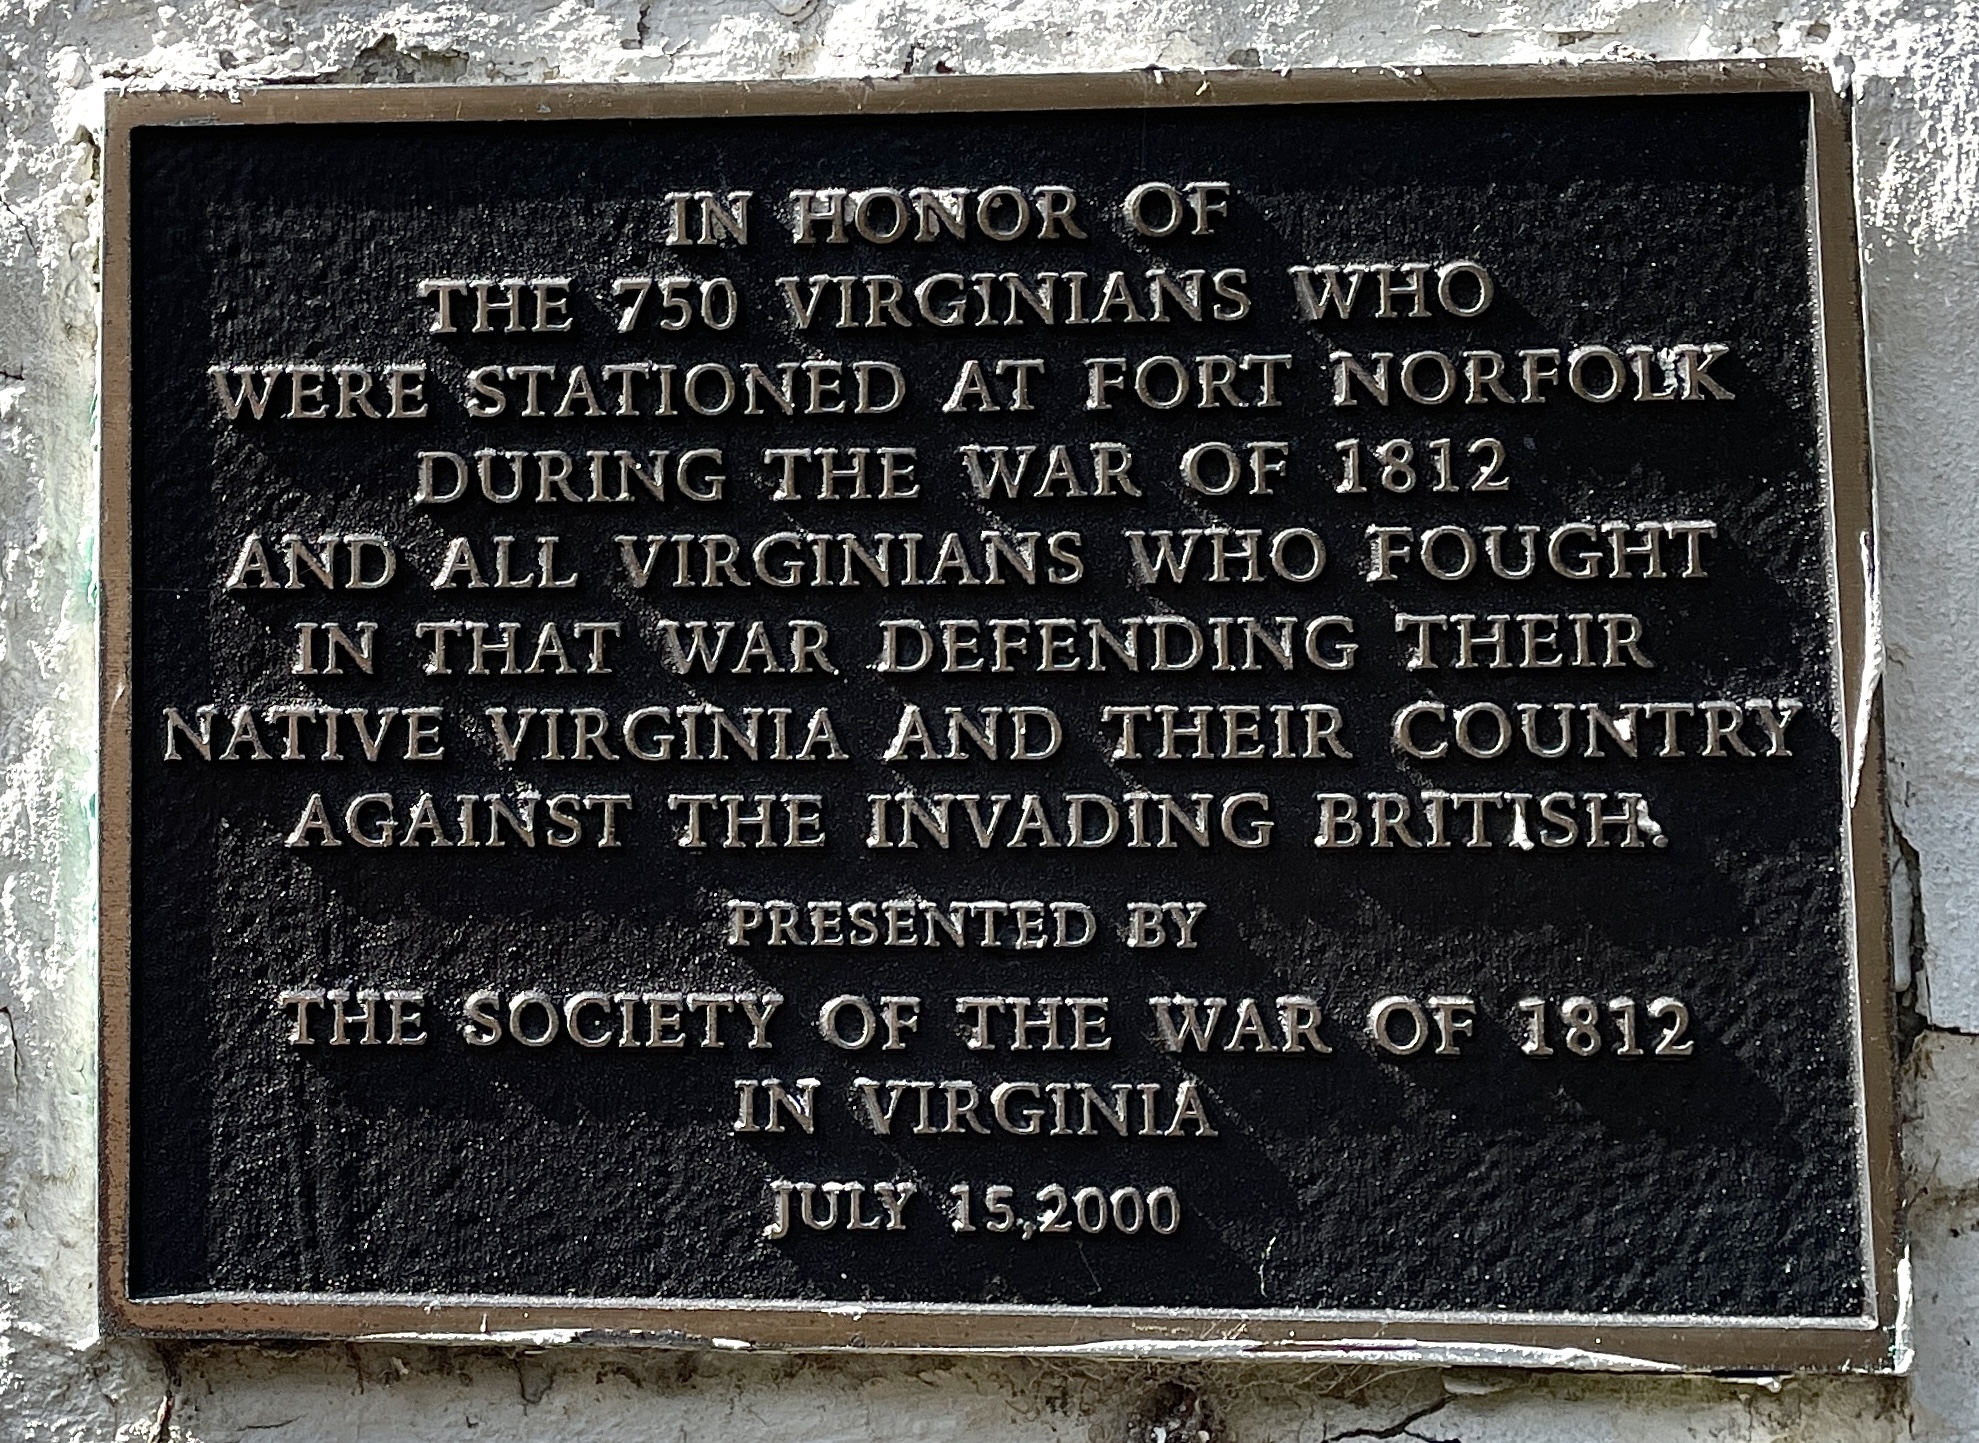 IN HONOR OF
THE 750 VIRGINIANS WHO
WERE STATIONED AT FORT NORFOLK
DURING THE WAR OF 1812
AND ALL VIRGINIANS WHO FOUGHT
IN THAT WAR DEFENDING THEIR
NATIVE VIRGINIA AND THEIR COUNTRY
AGAINST THE INVADING BRITISH.
PRESENTED BY
THE SOCIETY OF THE WAR OF 1812
IN VIRGINIA
JULY 15,2000